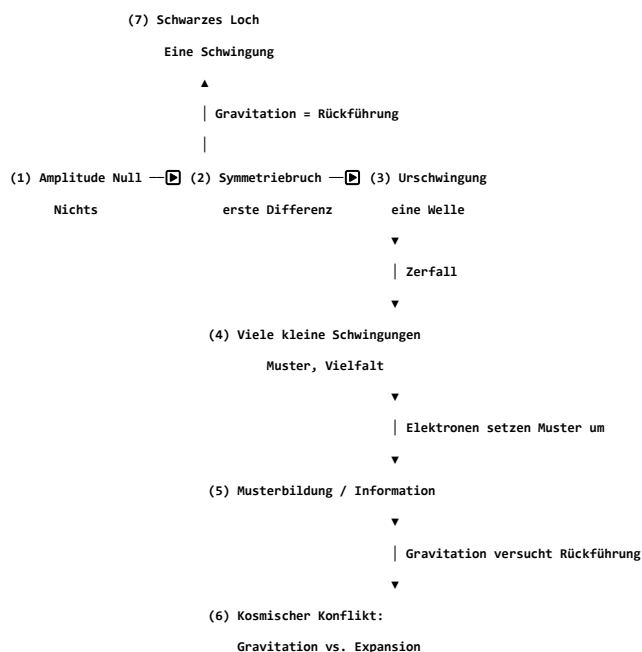 (7) Schwarzes Loch
Eine Schwingung
▲
│ Gravitation = Rückführung
│
(1) Amplitude Null —▶ (2) Symmetriebruch —▶ (3) Urschwingung
Nichts erste Differenz eine Welle
▼
│ Zerfall
▼
(4) Viele kleine Schwingungen
Muster, Vielfalt
▼
│ Elektronen setzen Muster um
▼
(5) Musterbildung / Information
▼
│ Gravitation versucht Rückführung
▼
(6) Kosmischer Konflikt:
Gravitation vs. Expansion